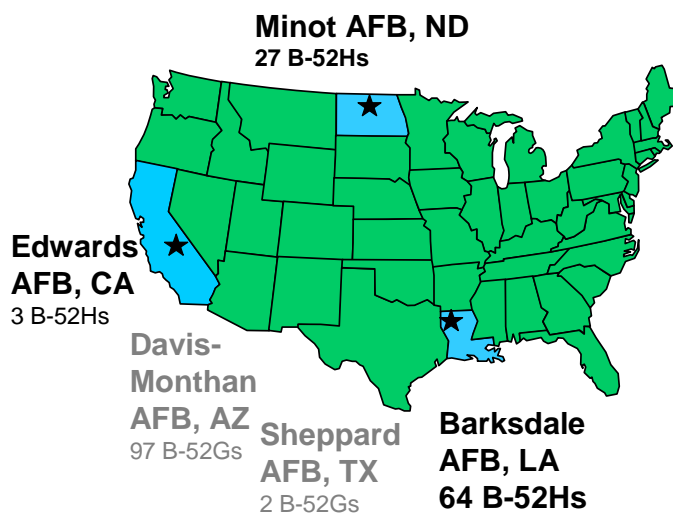 Minot AFB, ND
27 B-52Hs
Edwards
AFB, CA
3 B-52Hs
Davis-
Monthan
AFB, AZ
97 B-52Gs
Sheppard
AFB, TX
2 B-52Gs
Barksdale
AFB, LA
64 B-52Hs